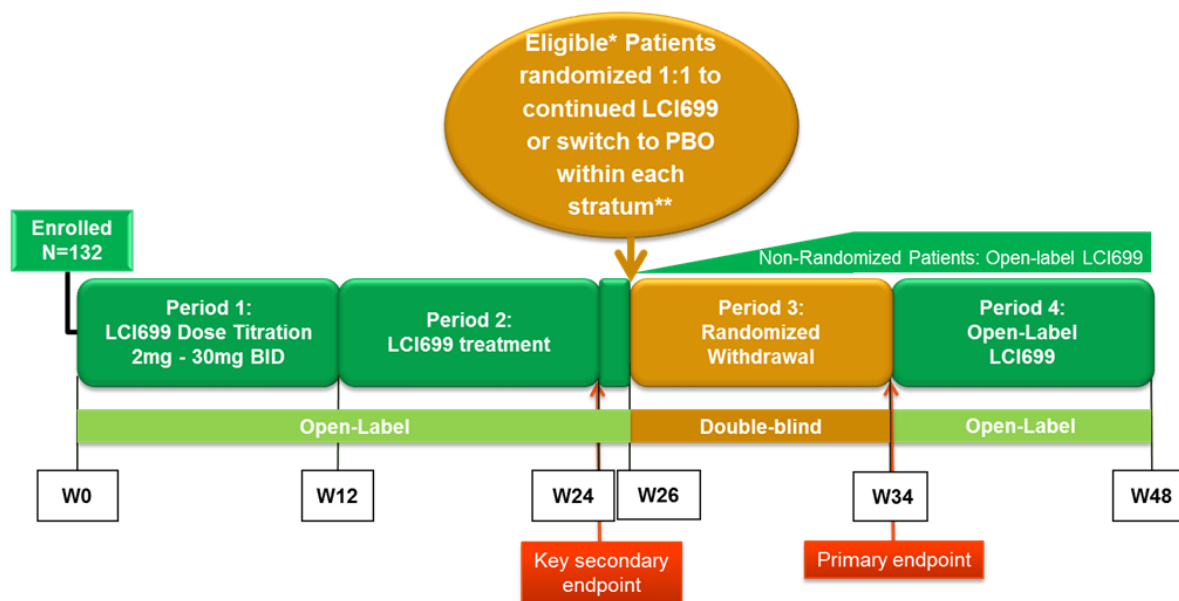 Eligible* Patients
randomized 1:1 to
continued LCI699
or switch to PBO
within each
stratum**
Enrolled
N=132
Non-Randomized Patients: Open-label LCI699
Period 1:
LCI699 Dose Titration
2mg - 30mg BID
Period 2:
LCI699 treatment
Period 3:
Randomized
Withdrawal
Period 4:
Open-Label
LCI699
Open-Label
Double-blind
Open-Label
W0
W12
W24
W26
W34
W48
Key secondary
endpoint
Primary endpoint